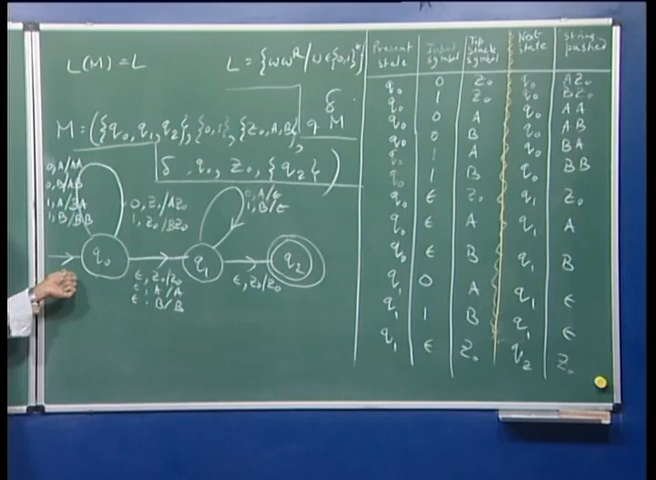 L(M) = L
L = {ωω^R / ω ∈ {0,1}*}
δ of M
M = ({q₀, q₁, q₂}, {0,1}, {Z₀, A, B},
δ, q₀, Z₀, {q₂})
0, A/AA
0, B/AB
1, A/BA
1, B/BB
0, Z₀/AZ₀
1, Z₀/BZ₀
0, A/ε
1, B/ε
q₀
q₁
q₂
ε, Z₀/Z₀
ε, A/A
ε, B/B
ε, Z₀/Z₀
Present state Input symbol Top Stack symbol Next state String pushed
q₀ 0 Z₀ q₀ AZ₀
q₀ 1 Z₀ q₀ BZ₀
q₀ 0 A q₀ AA
q₀ 0 B q₀ AB
q₀ 1 A q₀ BA
q₀ 1 B q₀ BB
q₀ ε Z₀ q₁ Z₀
q₀ ε A q₁ A
q₀ ε B q₁ B
q₁ 0 A q₁ ε
q₁ 1 B q₁ ε
q₁ ε Z₀ q₂ Z₀